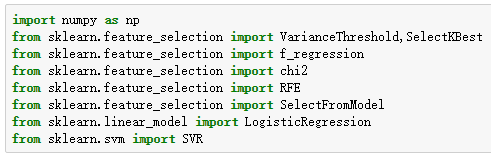 import numpy as np
from sklearn.feature_selection import VarianceThreshold,SelectKBest
from sklearn.feature_selection import f_regression
from sklearn.feature_selection import chi2
from sklearn.feature_selection import RFE
from sklearn.feature_selection import SelectFromModel
from sklearn.linear_model import LogisticRegression
from sklearn.svm import SVR